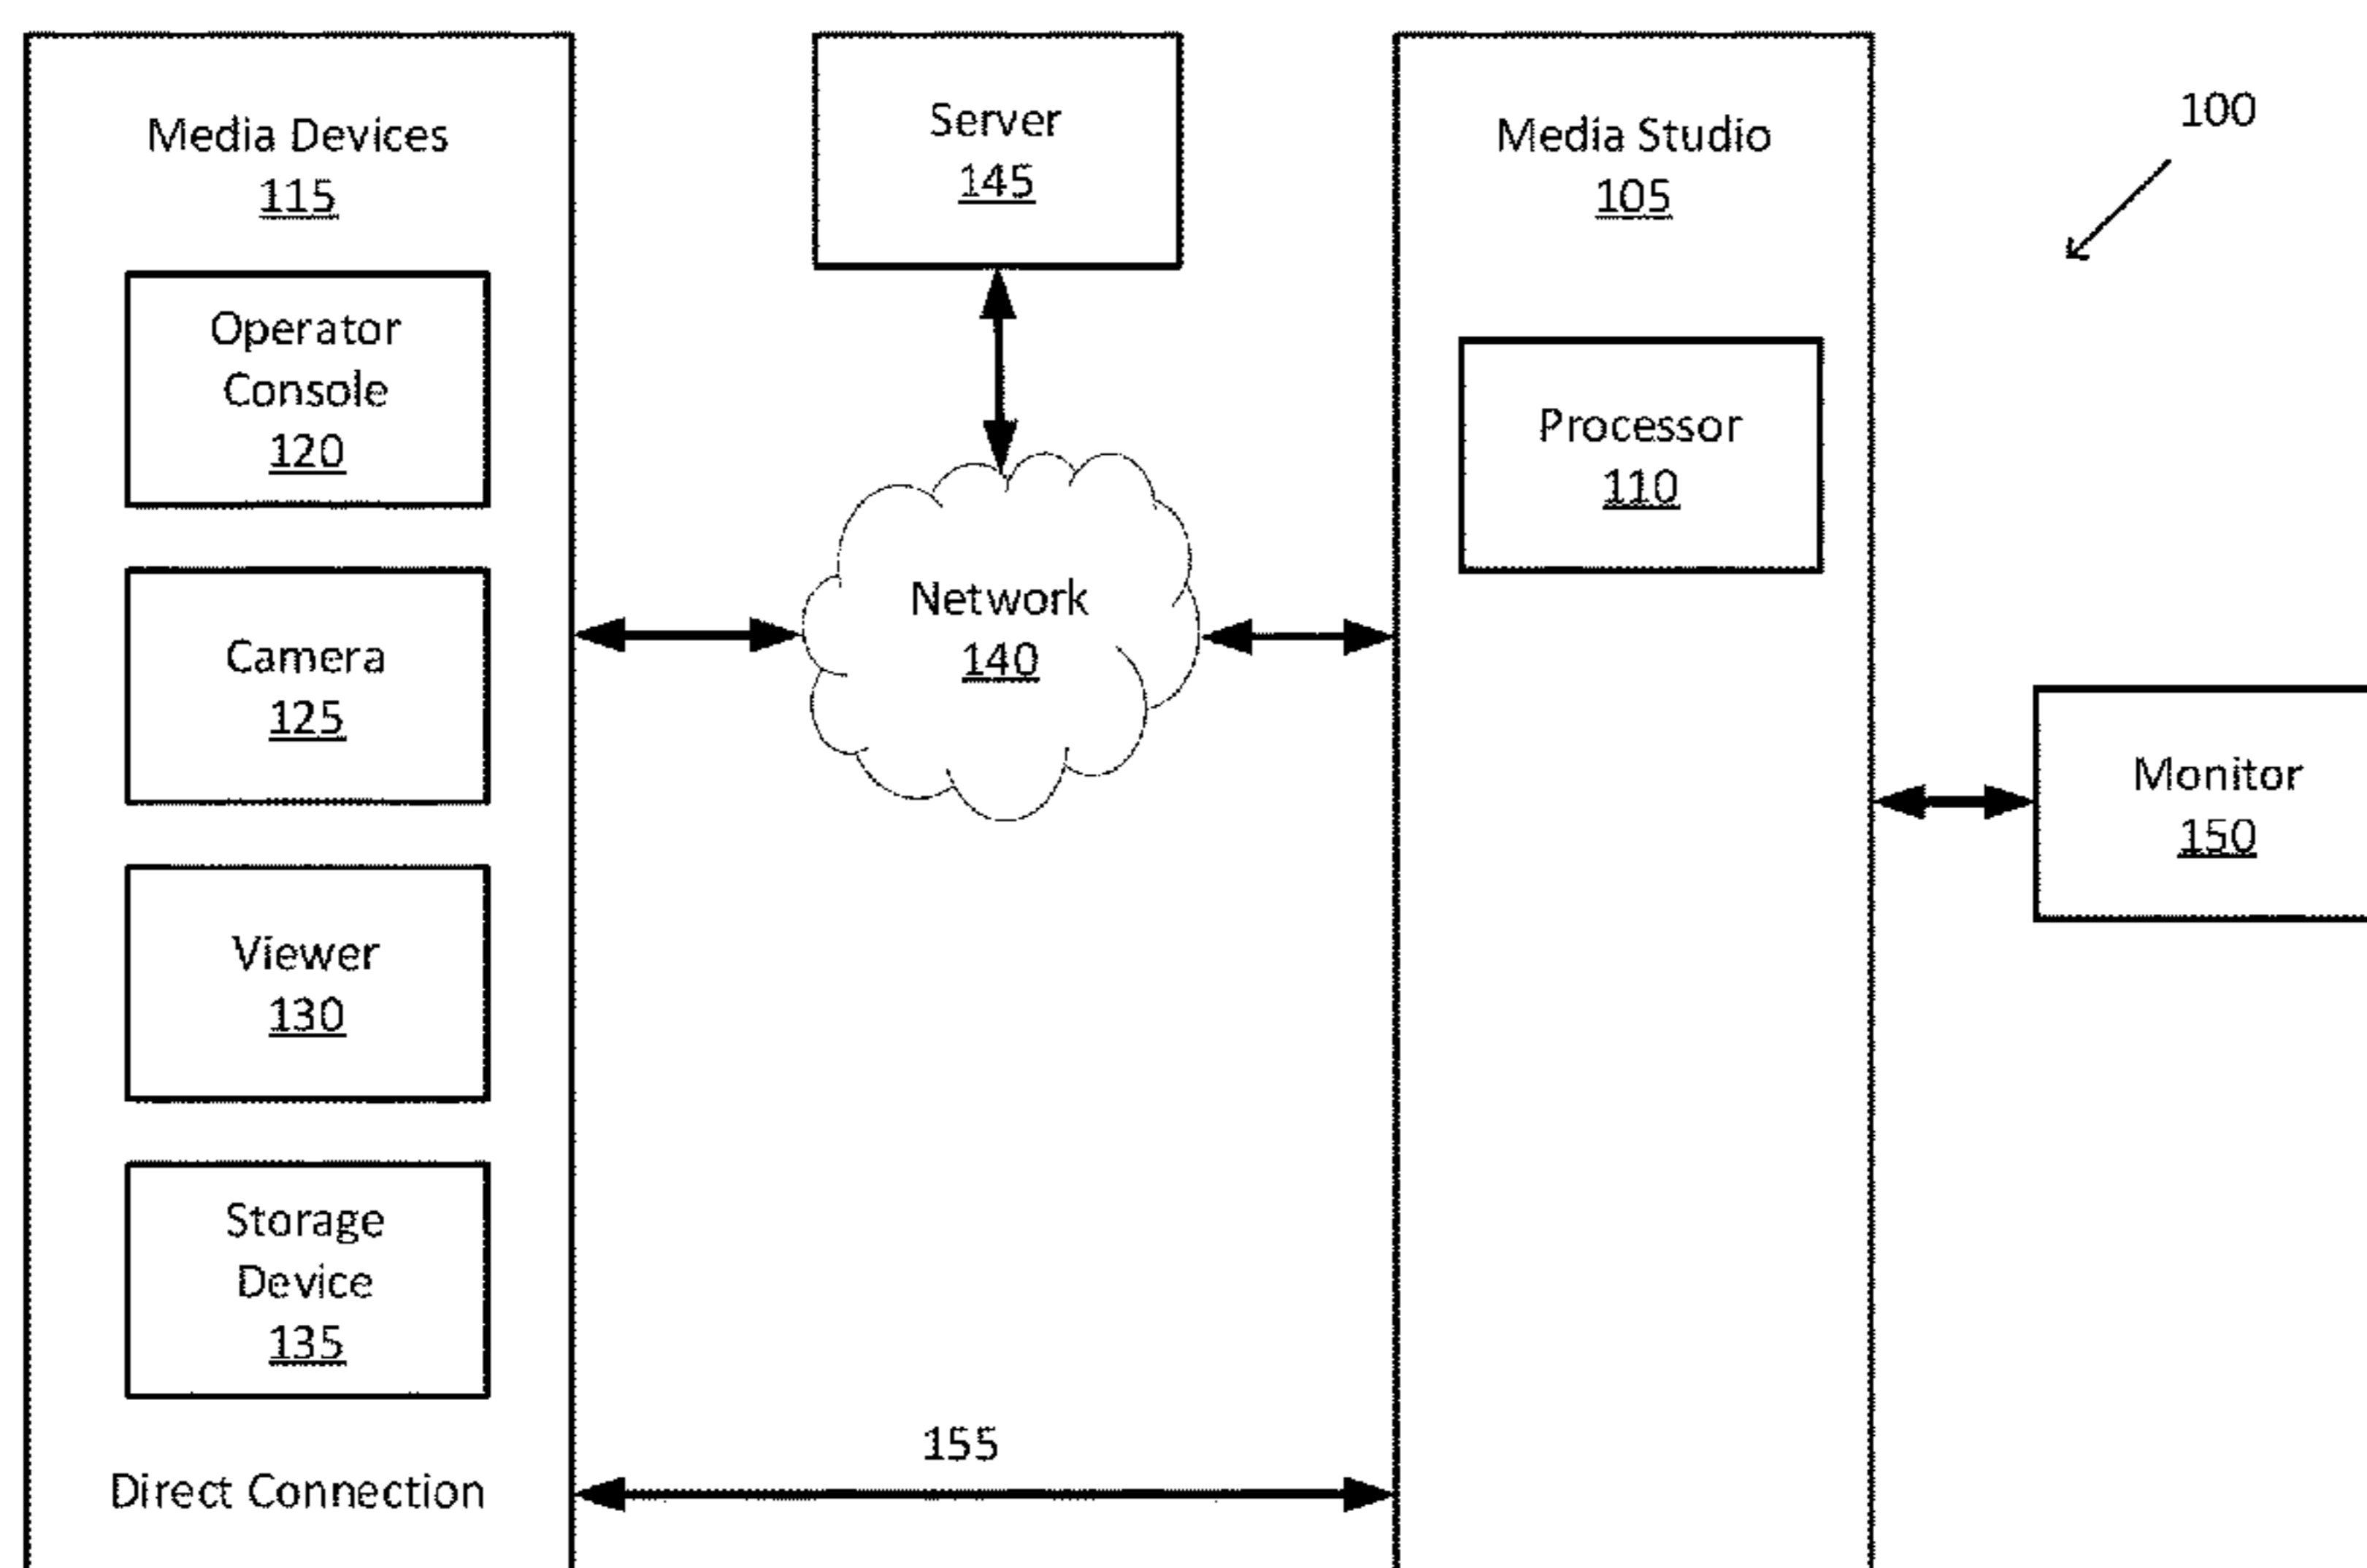 Media Devices
115
Operator
Console
120
Camera
125
Viewer
130
Storage
Device
135
Direct Connection
Server
145
Network
140
155
Media Studio
105
Processor
110
100
Monitor
150